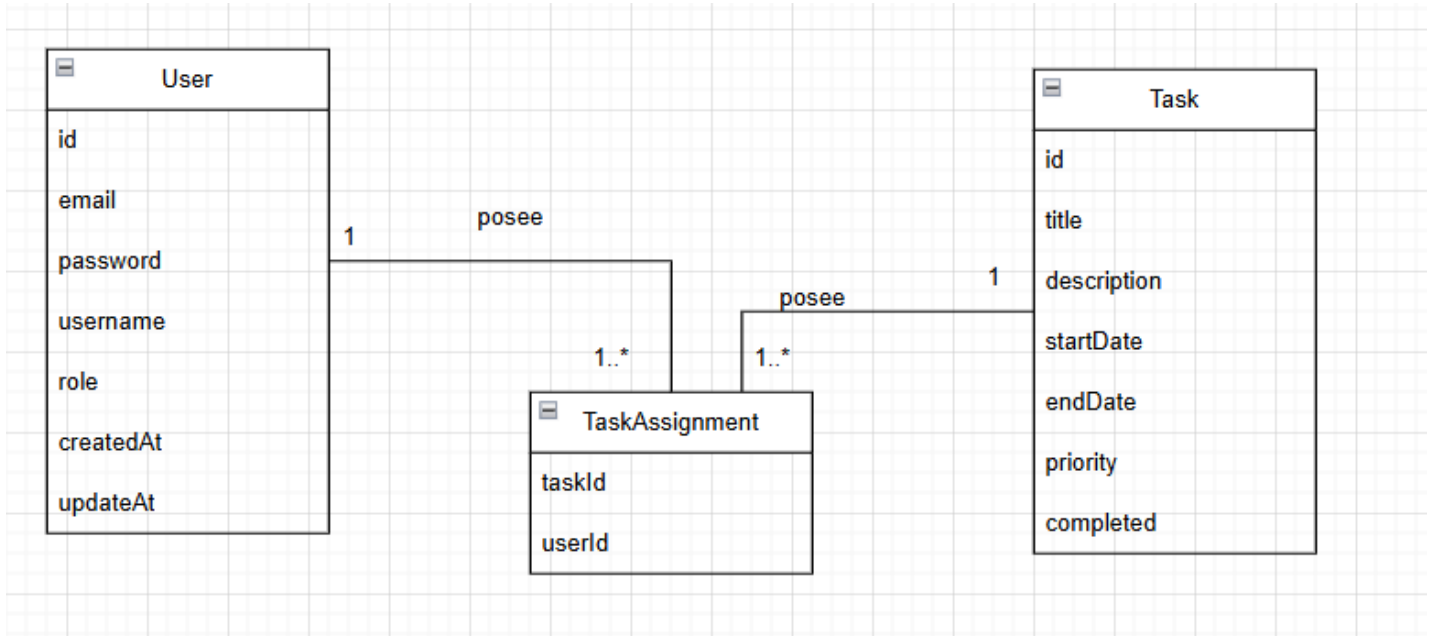 User
id
email
password
username
role
createdAt
updateAt
1
posee
1..*
TaskAssignment
taskId
userId
posee
1
1..*
Task
id
title
description
startDate
endDate
priority
completed